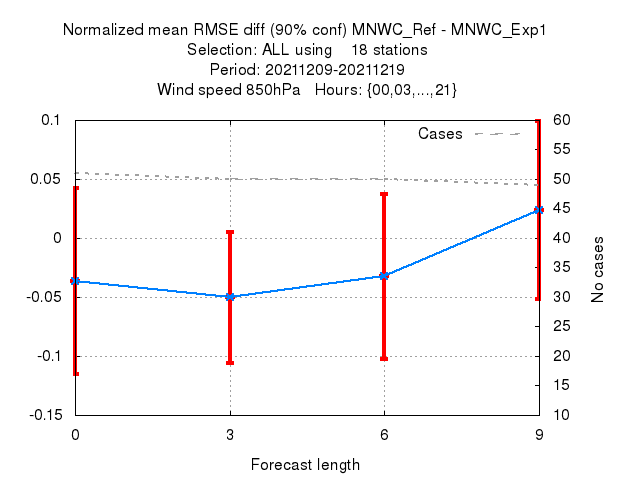 Normalized mean RMSE diff (90% conf) MNWC_Ref - MNWC_Exp1
Selection: ALL using 18 stations
Period: 20211209-20211219
Wind speed 850hPa Hours: {00,03,...,21}
Cases
0.1
0.05
0
-0.05
-0.1
-0.15
60
55
50
45
40
35
30
25
20
15
10
No cases
0 3 6 9
Forecast length